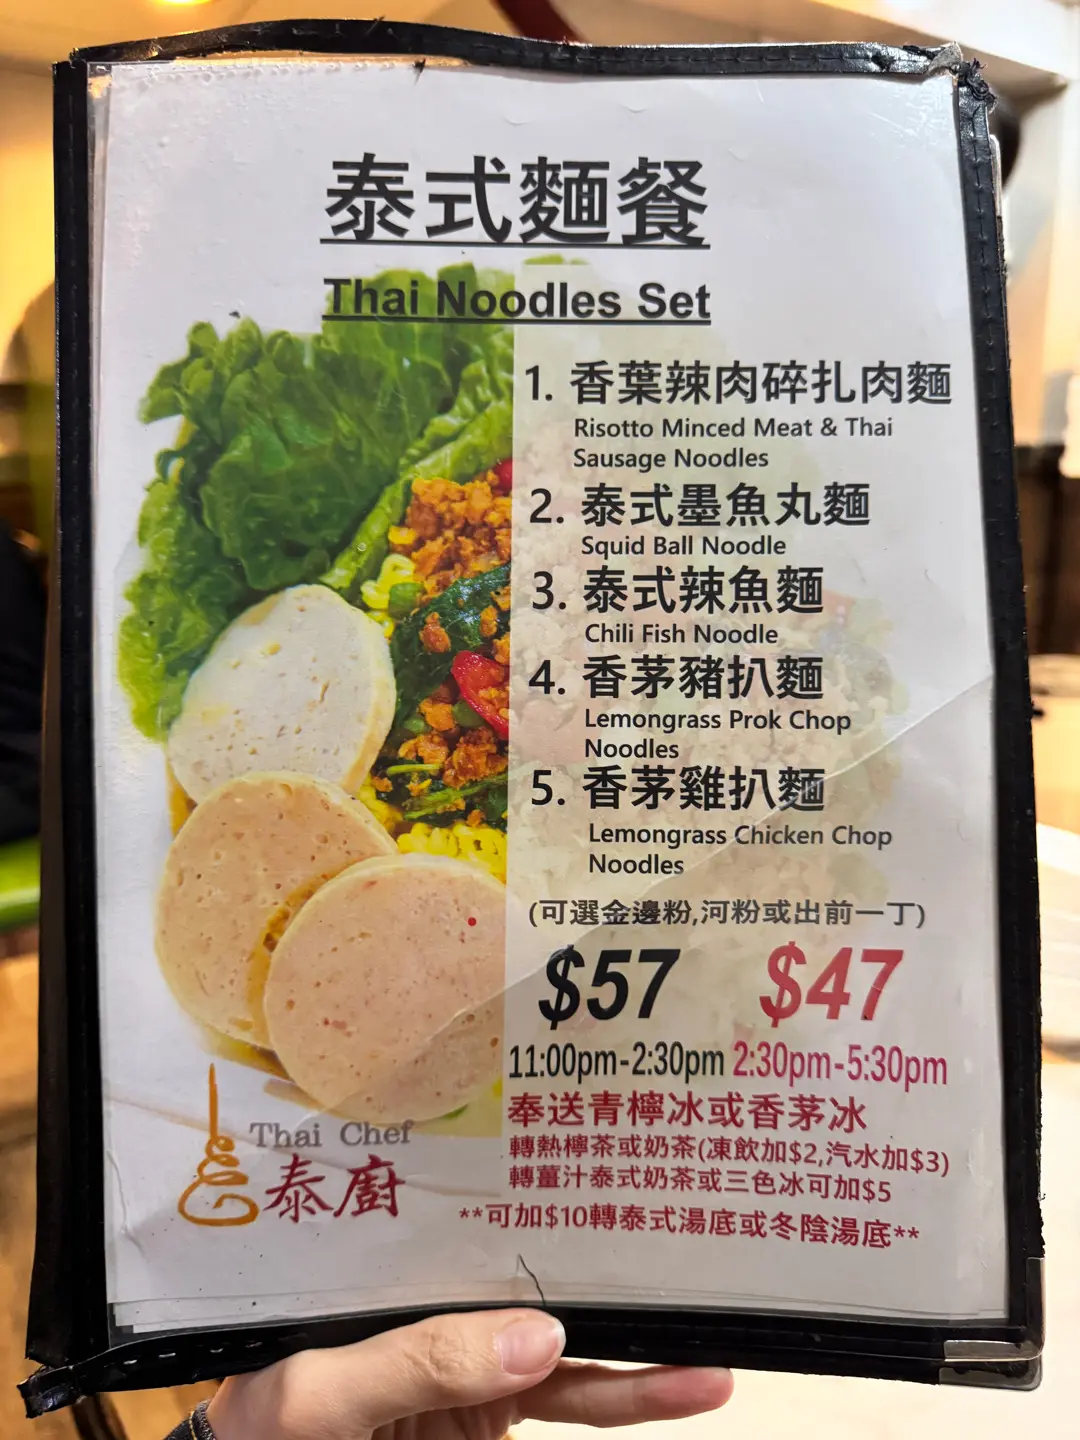 泰式麵餐
Thai Noodles Set
1. 香葉辣肉碎扎肉麵
Risotto Minced Meat & Thai
Sausage Noodles
2. 泰式墨魚丸麵
Squid Ball Noodle
3. 泰式辣魚麵
Chili Fish Noodle
4. 香茅豬扒麵
Lemongrass Prok Chop
Noodles
5. 香茅雞扒麵
Lemongrass Chicken Chop
Noodles
(可選金邊粉,河粉或出前一丁)
$57 $47
11:00pm-2:30pm 2:30pm-5:30pm
奉送青檸冰或香茅冰
轉熱檸茶或奶茶(凍飲加$2,汽水加$3)
轉薑汁泰式奶茶或三色冰可加$5
**可加$10轉泰式湯底或冬陰湯底**
Thai Chef
泰廚